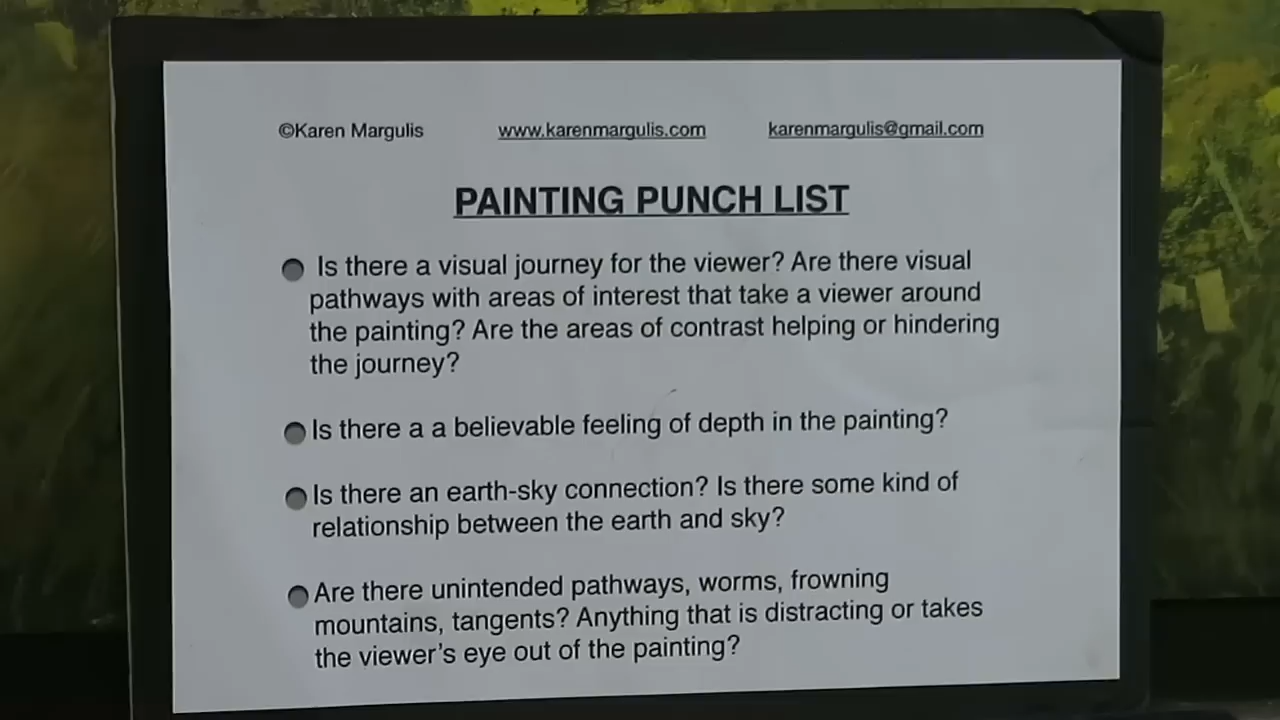 ©Karen Margulis www.karenmargulis.com karenmargulis@gmail.com
PAINTING PUNCH LIST
Is there a visual journey for the viewer? Are there visual
pathways with areas of interest that take a viewer around
the painting? Are the areas of contrast helping or hindering
the journey?
Is there a a believable feeling of depth in the painting?
Is there an earth-sky connection? Is there some kind of
relationship between the earth and sky?
Are there unintended pathways, worms, frowning
mountains, tangents? Anything that is distracting or takes
the viewer's eye out of the painting?